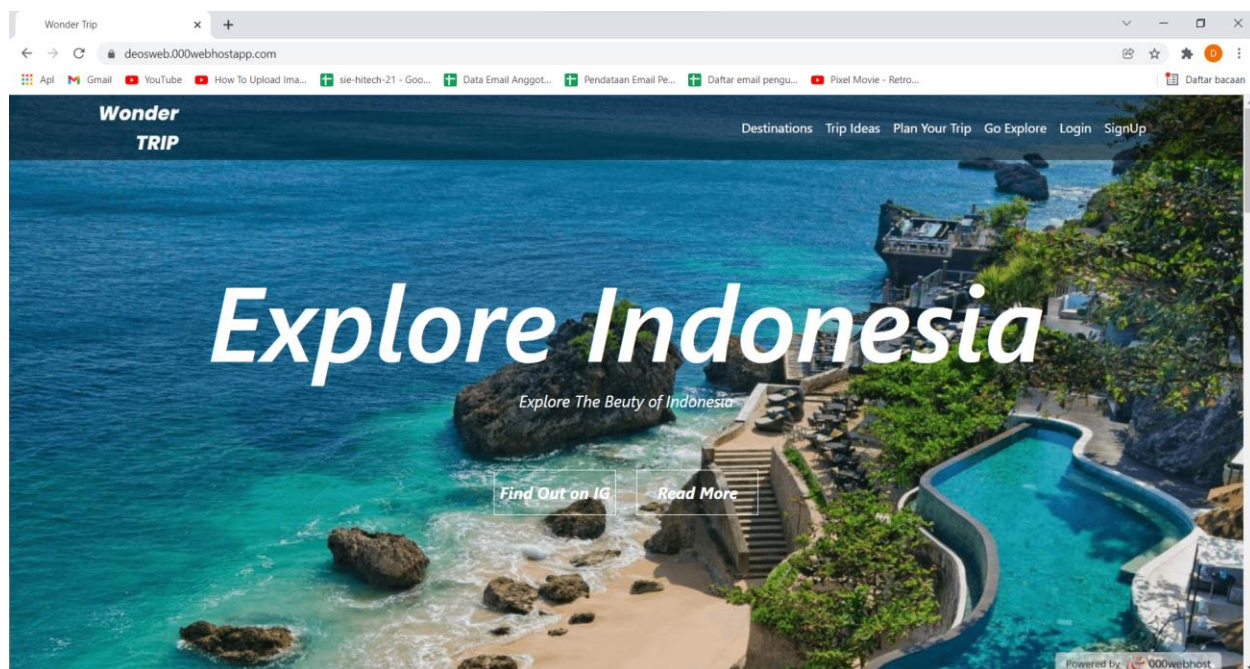 Wonder Trip
deosweb.000webhostapp.com
Apl Gmail YouTube How To Upload Ima... sie-hitech-21 - Goo... Data Email Anggot... Pendataan Email Pe... Daftar email pengu... Pixel Movie - Retro... Daftar bacaan
Wonder
TRIP
Destinations Trip Ideas Plan Your Trip Go Explore Login SignUp
Explore Indonesia
Explore The Beuty of Indonesia
Find Out on IG Read More
Powered by 000webhost